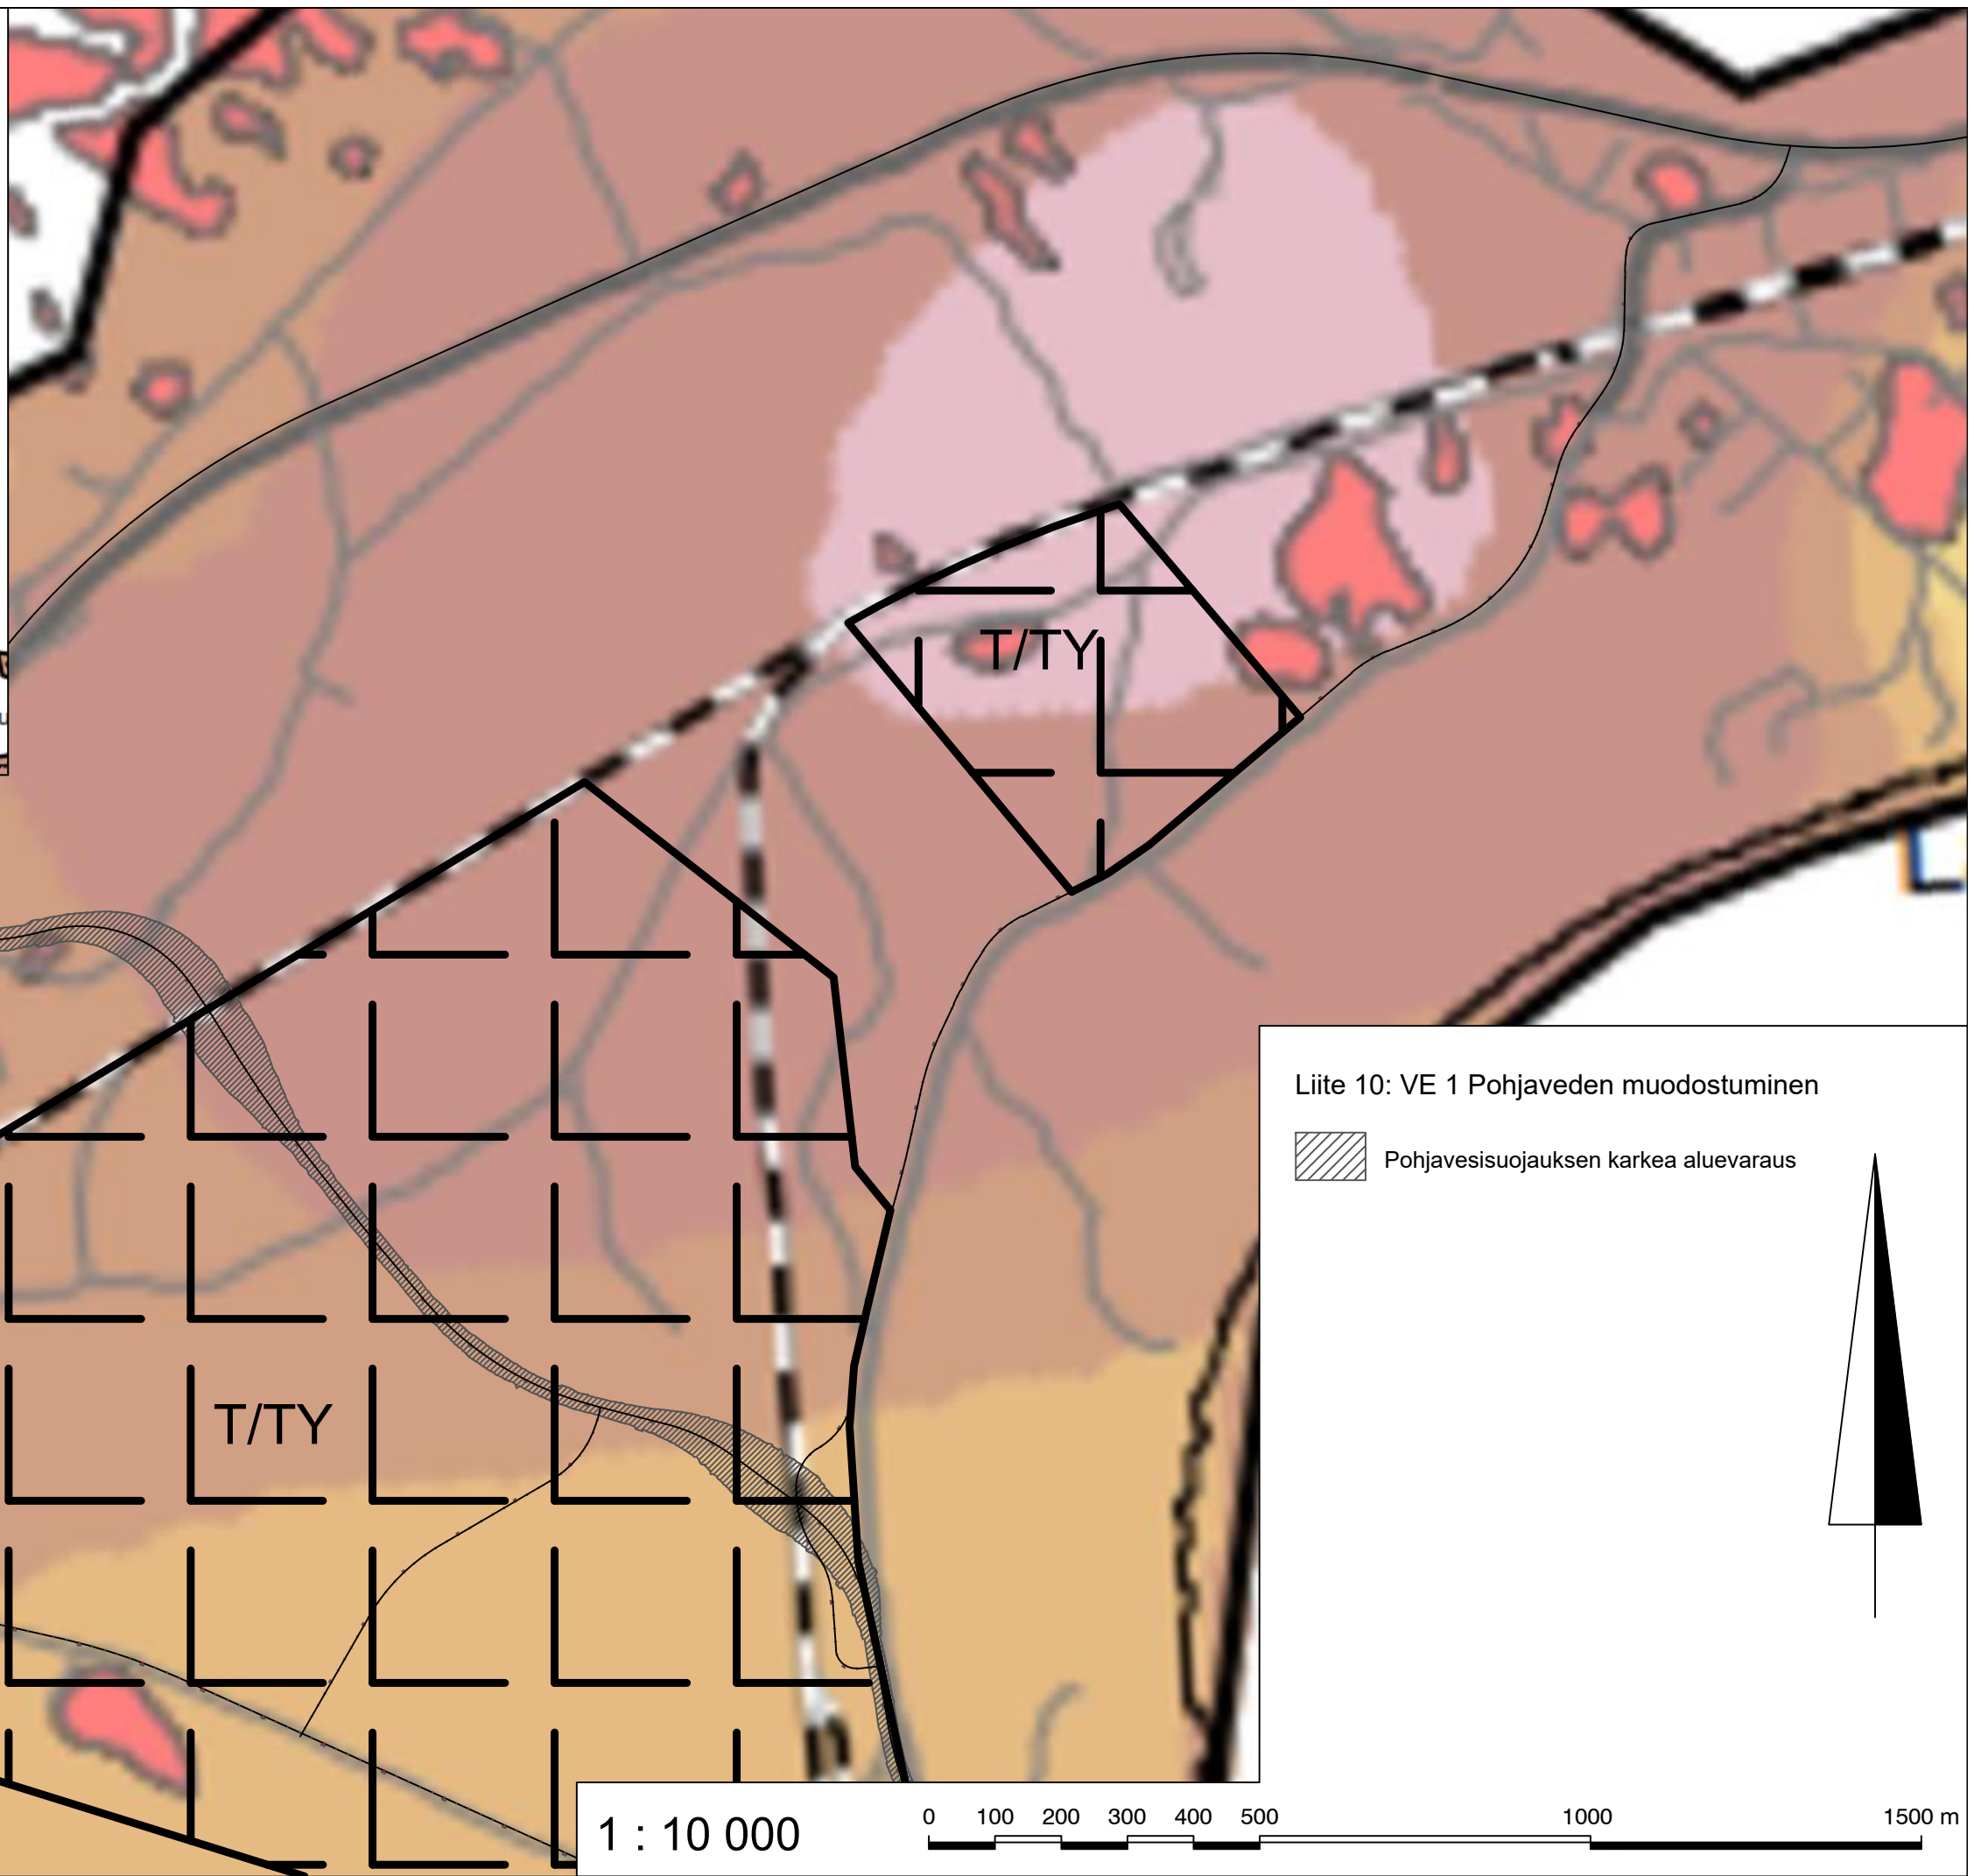 T/TY
Liite 10: VE 1 Pohjaveden muodostuminen
Pohjavesisuojauksen karkea aluevaraus
T/TY
1 : 10 000
0 100 200 300 400 500 1000 1500 m